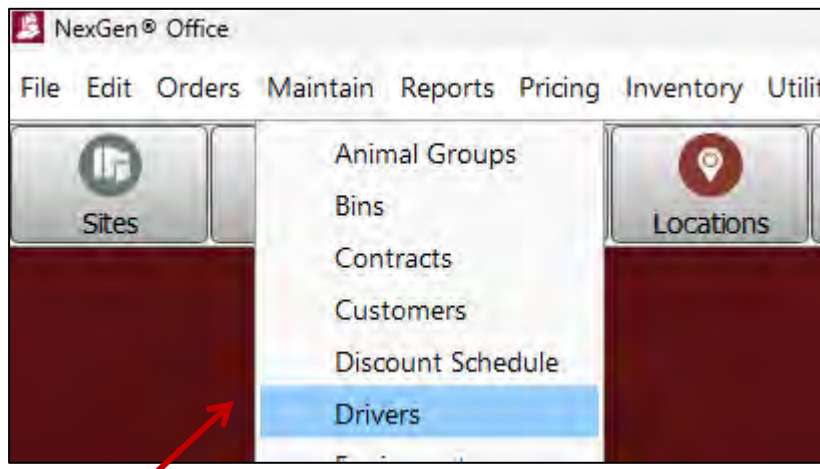 NexGen® Office
File Edit Orders Maintain Reports Pricing Inventory
Sites
Locations
Animal Groups
Bins
Contracts
Customers
Discount Schedule
Drivers